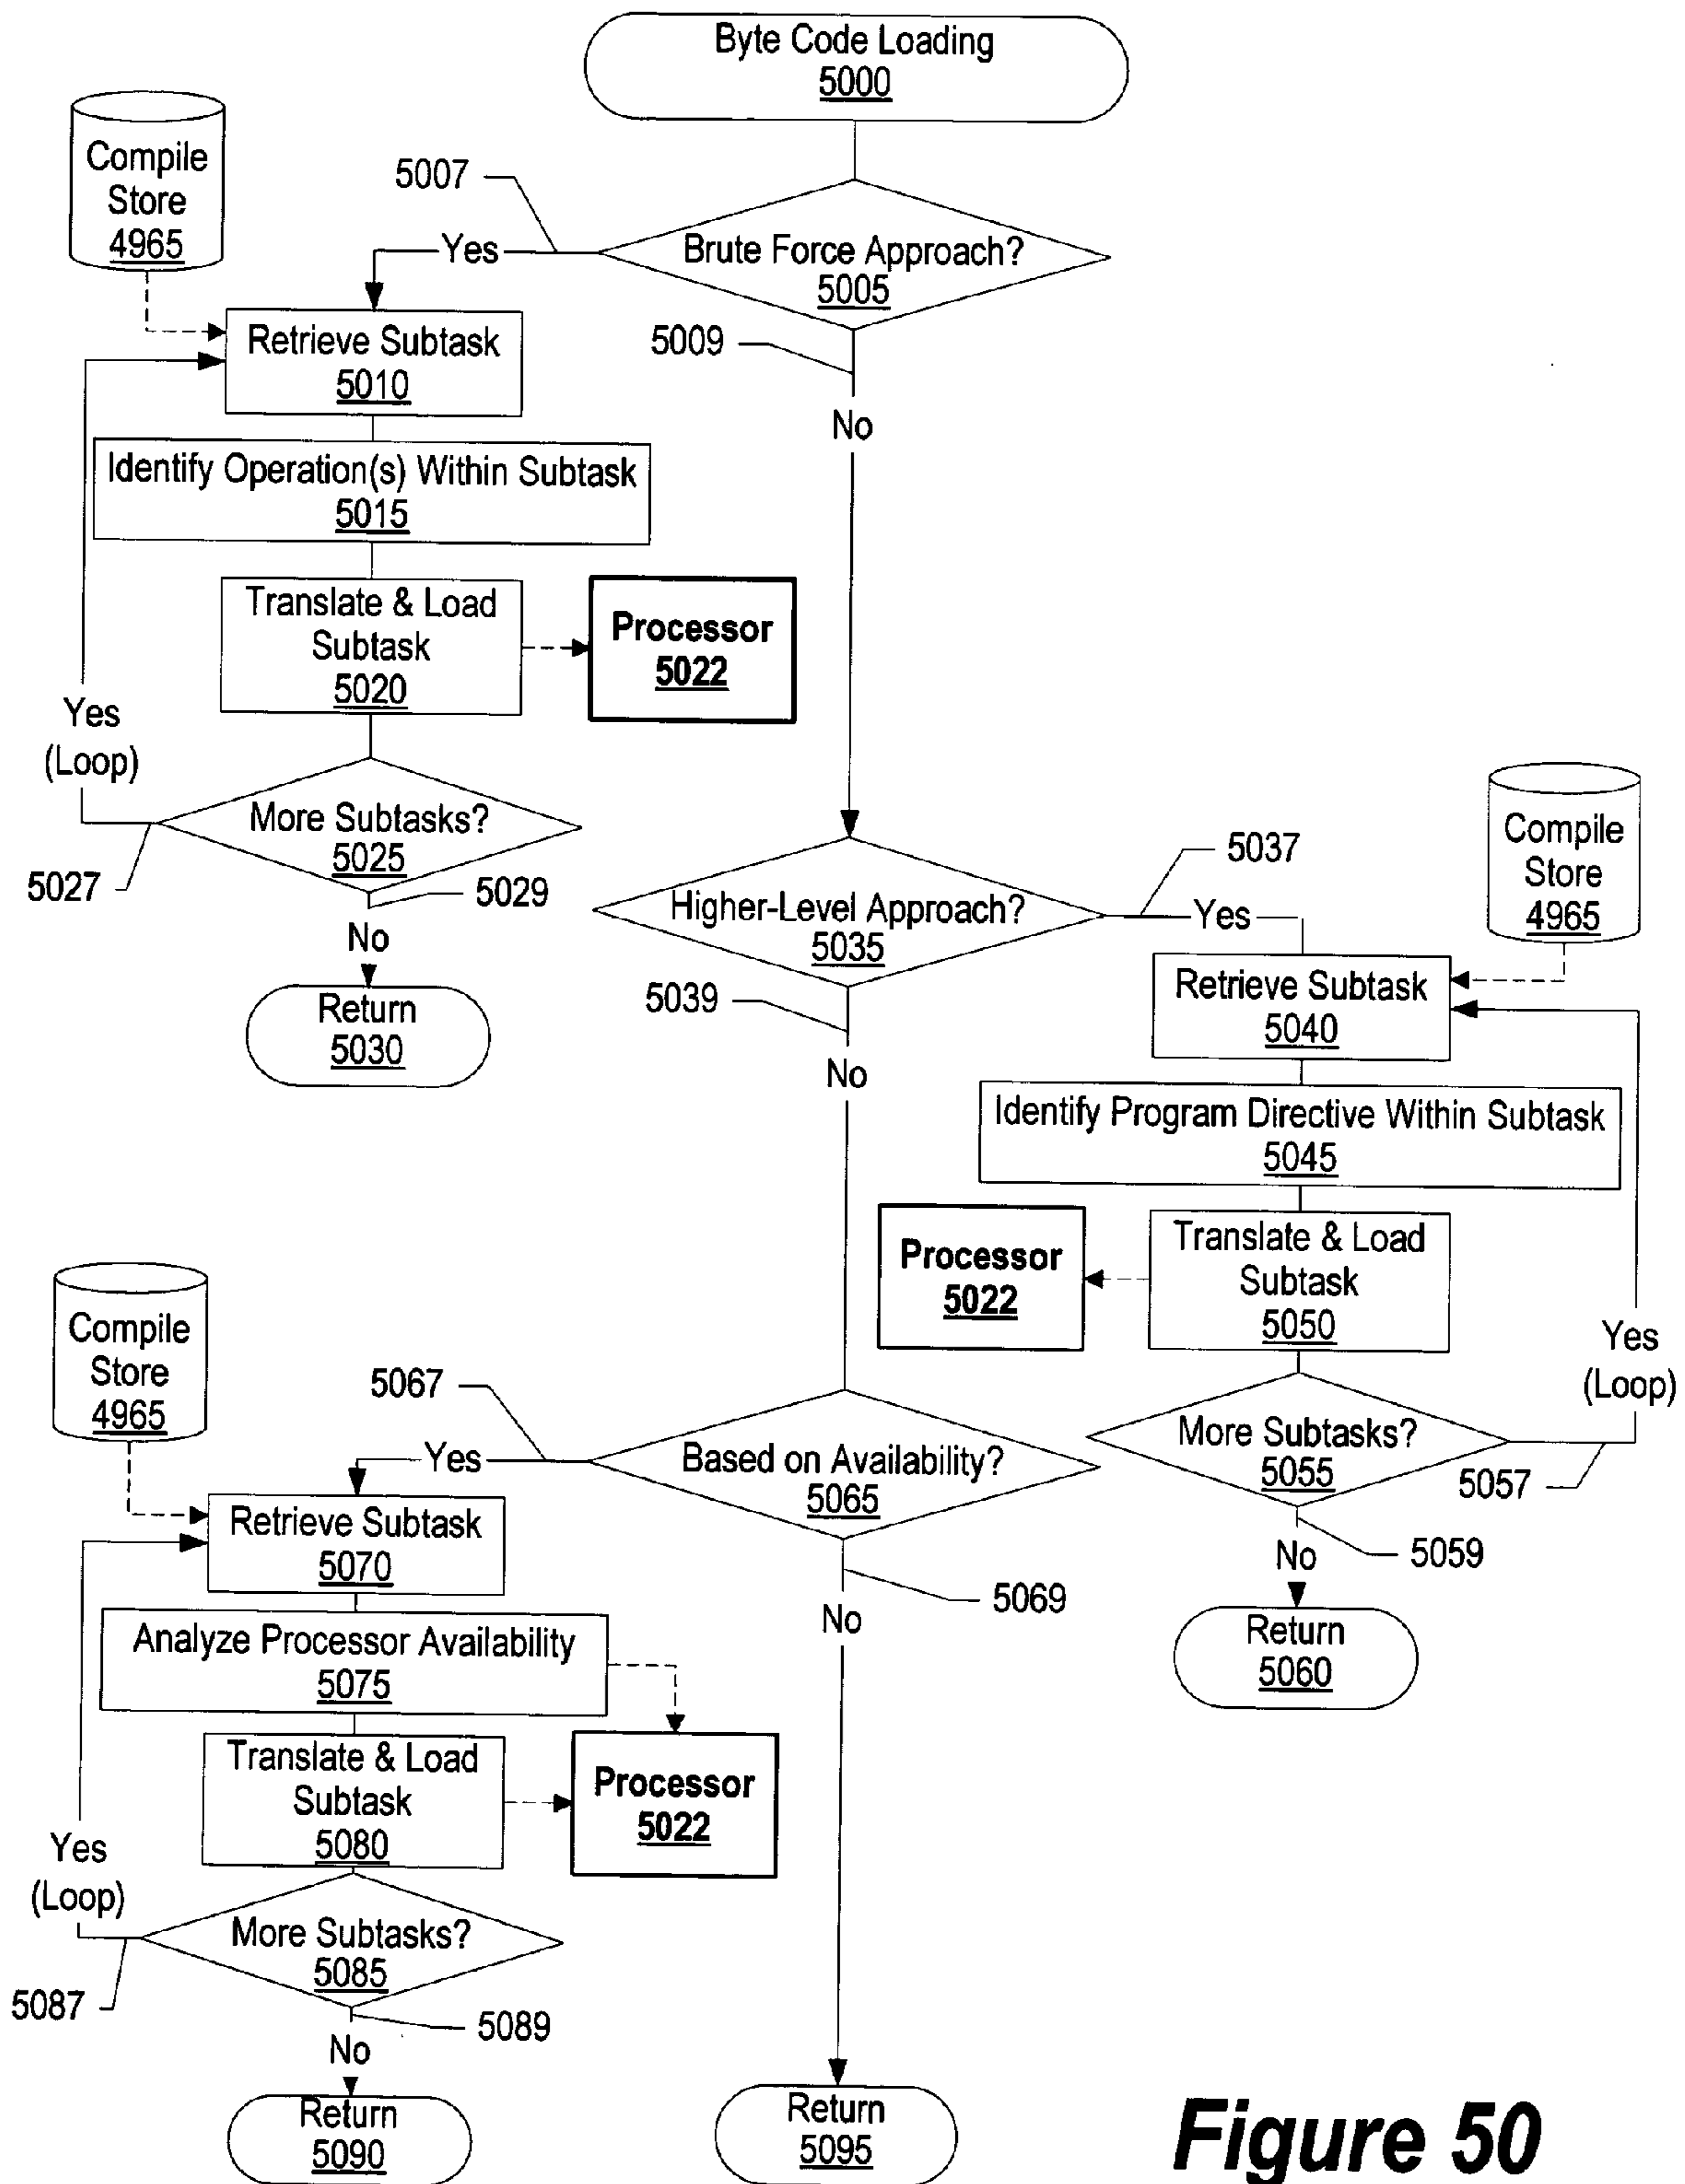 Byte Code Loading
5000
Compile
Store
4965
5007
Yes
Brute Force Approach?
5005
5009
No
Retrieve Subtask
5010
Identify Operation(s) Within Subtask
5015
Translate & Load
Subtask
5020
Processor
5022
Yes
(Loop)
More Subtasks?
5025
5027
5029
No
Return
5030
Higher-Level Approach?
5035
5037
Yes
5039
No
Compile
Store
4965
Retrieve Subtask
5040
Identify Program Directive Within Subtask
5045
Translate & Load
Subtask
5050
Processor
5022
Yes
(Loop)
More Subtasks?
5055
5057
5059
No
Return
5060
Compile
Store
4965
5067
Yes
Based on Availability?
5065
5069
No
Retrieve Subtask
5070
Analyze Processor Availability
5075
Translate & Load
Subtask
5080
Processor
5022
Yes
(Loop)
More Subtasks?
5085
5087
5089
No
Return
5090
Return
5095
Figure 50